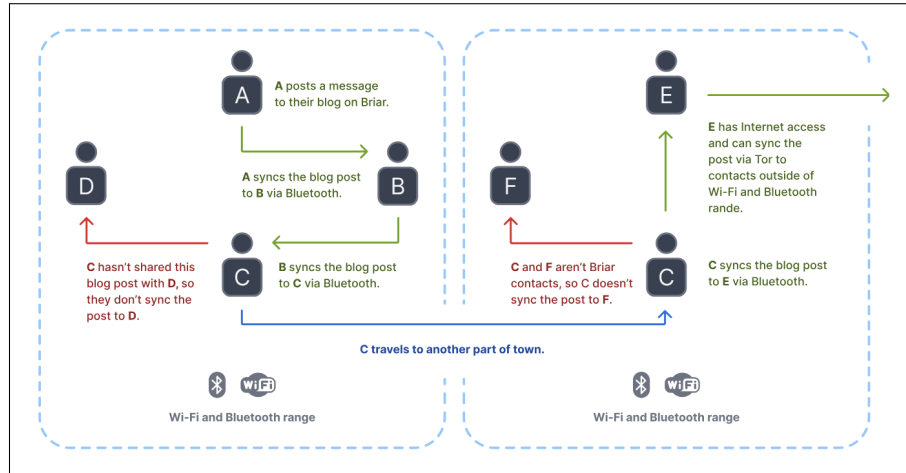 A
A posts a message
to their blog on Briar.
D
A syncs the blog post
to B via Bluetooth.
B
C hasn't shared this
blog post with D, so
they don't sync the
post to D.
C
B syncs the blog post
to C via Bluetooth.
E
E has Internet access
and can sync the
post via Tor to
contacts outside of
Wi-Fi and Bluetooth
rande.
F
C and F aren't Briar
contacts, so C doesn't
sync the post to F.
C
C syncs the blog post
to E via Bluetooth.
C travels to another part of town.
WiFi
Wi-Fi and Bluetooth range
WiFi
Wi-Fi and Bluetooth range